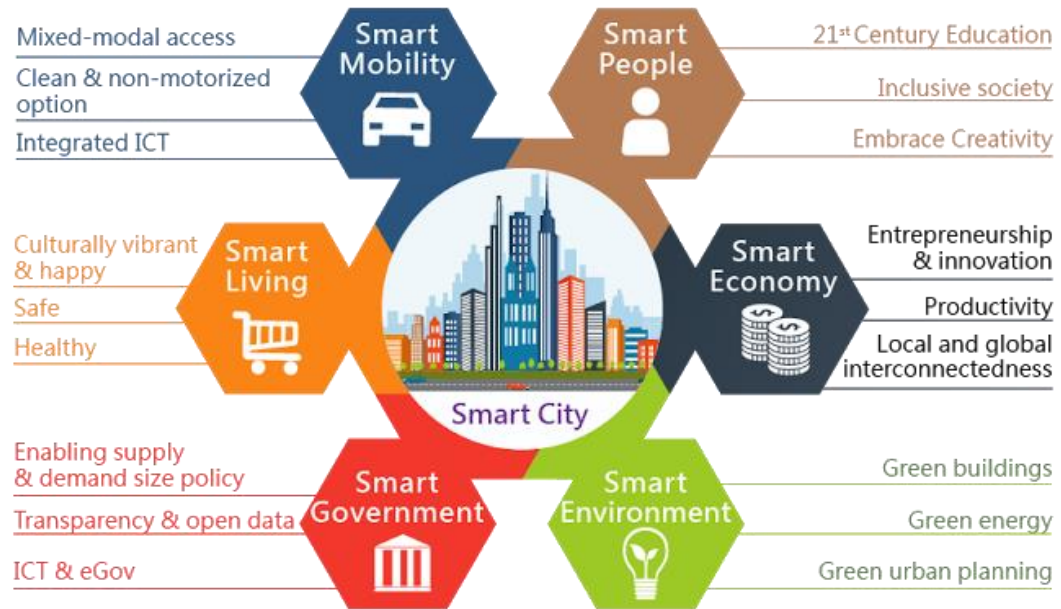 Mixed-modal access
Clean & non-motorized
option
Integrated ICT
Smart
Mobility
Smart
People
21st Century Education
Inclusive society
Embrace Creativity
Culturally vibrant
& happy
Safe
Healthy
Smart
Living
Smart
Economy
Entrepreneurship
& innovation
Productivity
Local and global
interconnectedness
Smart City
Enabling supply
& demand size policy
Transparency & open data
ICT & eGov
Smart
Government
Smart
Environment
Green buildings
Green energy
Green urban planning